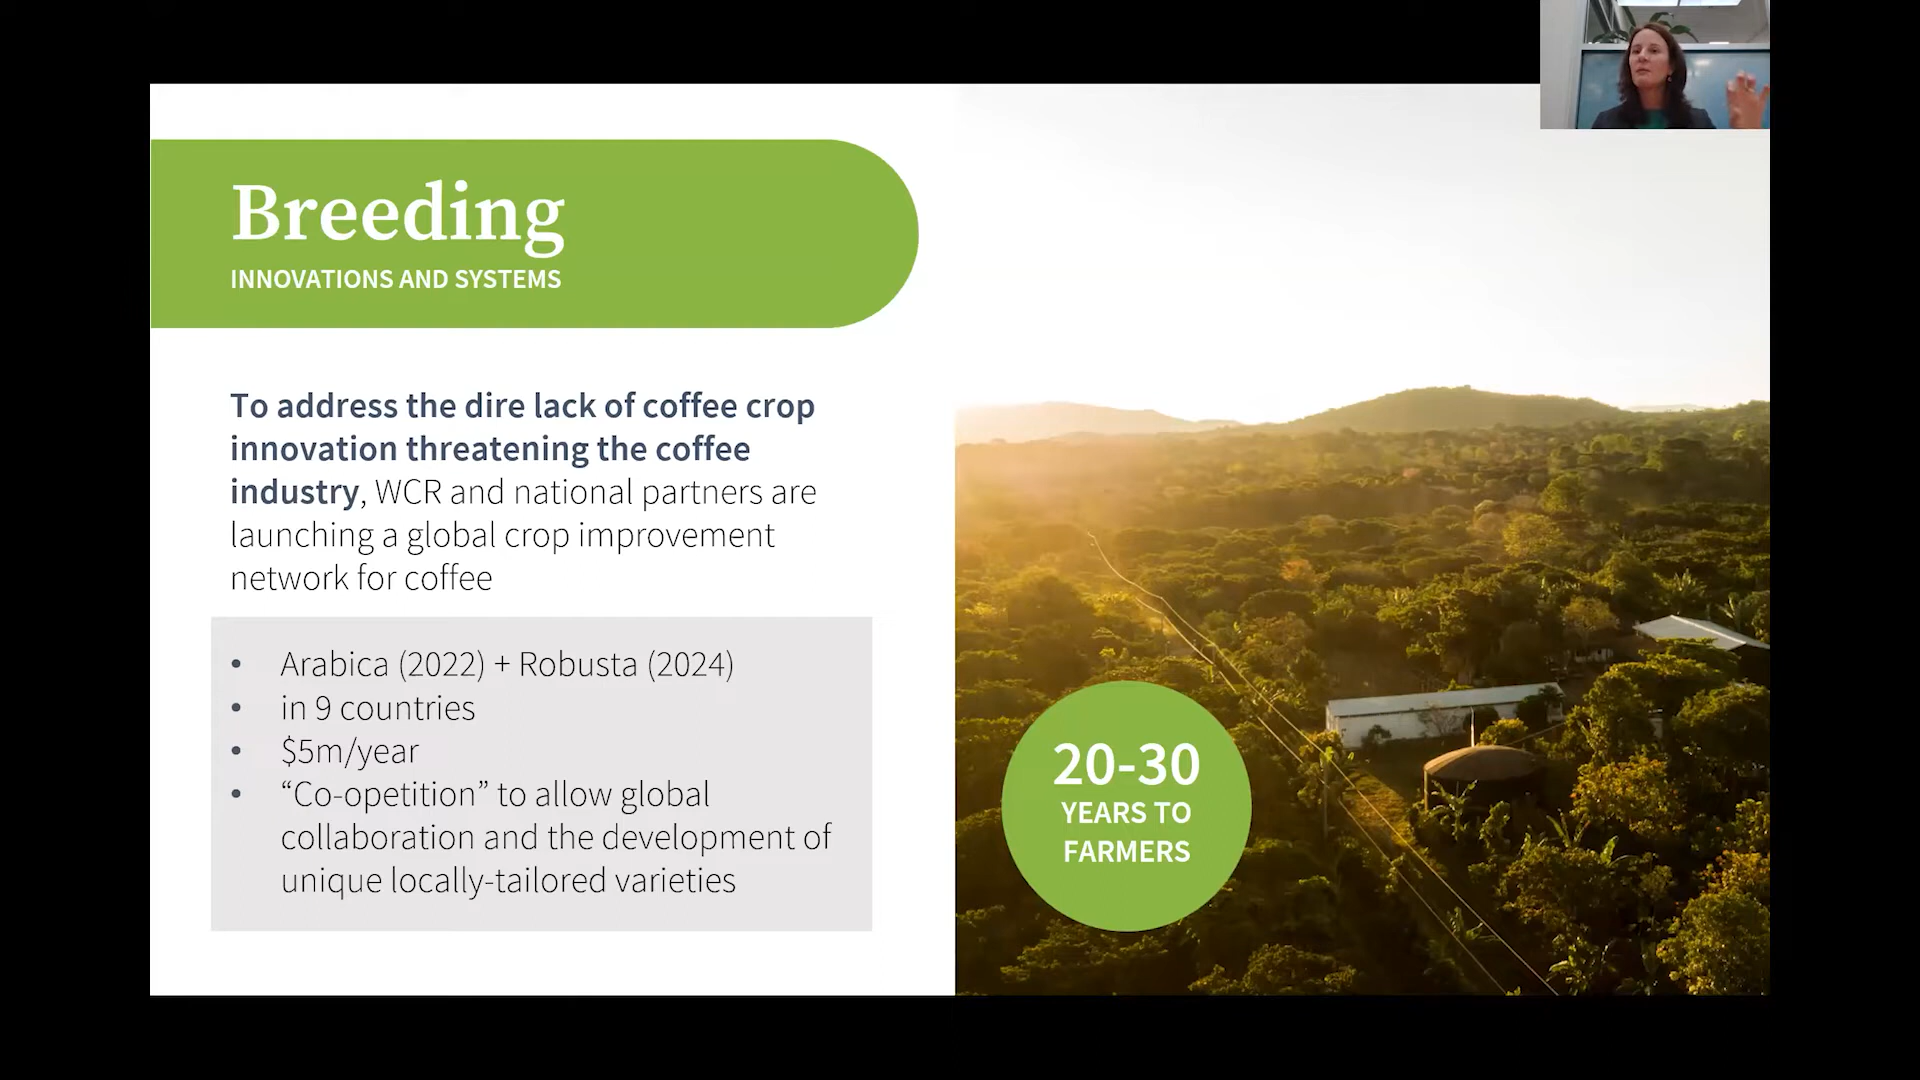 Breeding
INNOVATIONS AND SYSTEMS
To address the dire lack of coffee crop
innovation threatening the coffee
industry, WCR and national partners are
launching a global crop improvement
network for coffee
• Arabica (2022) + Robusta (2024)
• in 9 countries
• $5m/year
• “Co-opetition” to allow global
collaboration and the development of
unique locally-tailored varieties
20-30
YEARS TO
FARMERS